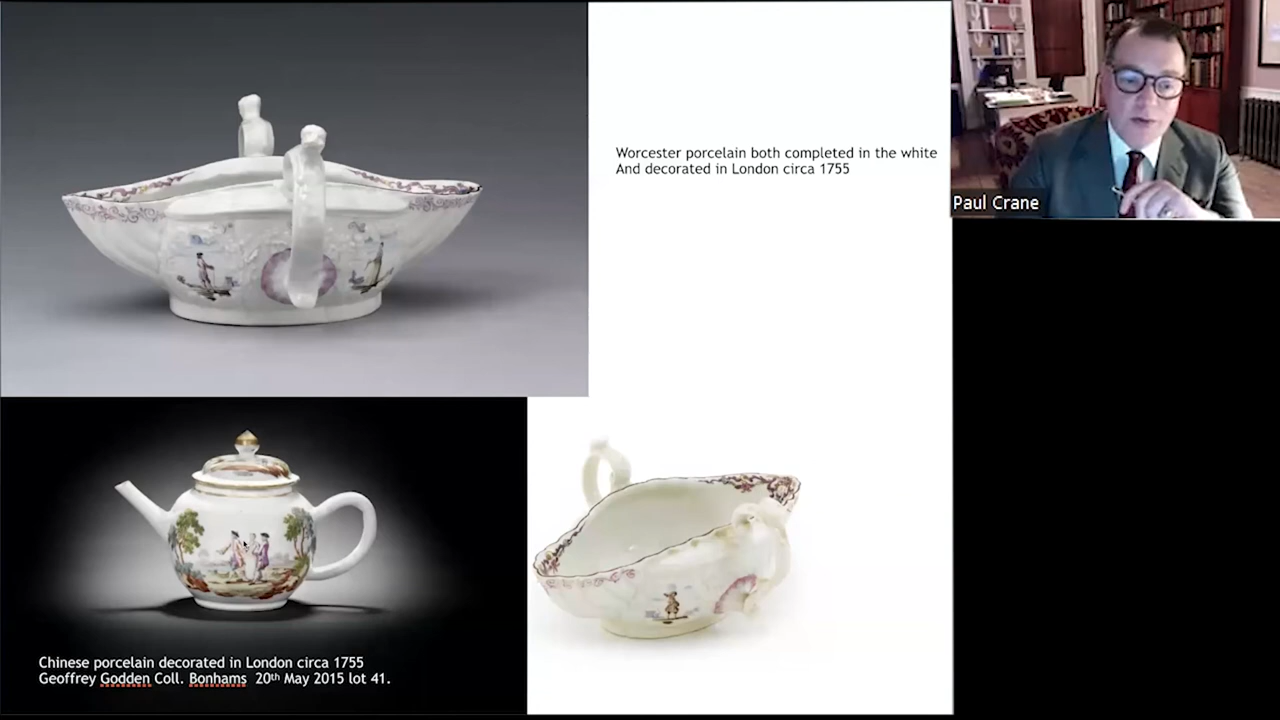 Worcester porcelain both completed in the white
And decorated in London circa 1755
Paul Crane
Chinese porcelain decorated in London circa 1755
Geoffrey Godden Coll. Bonhams 20th May 2015 lot 41.